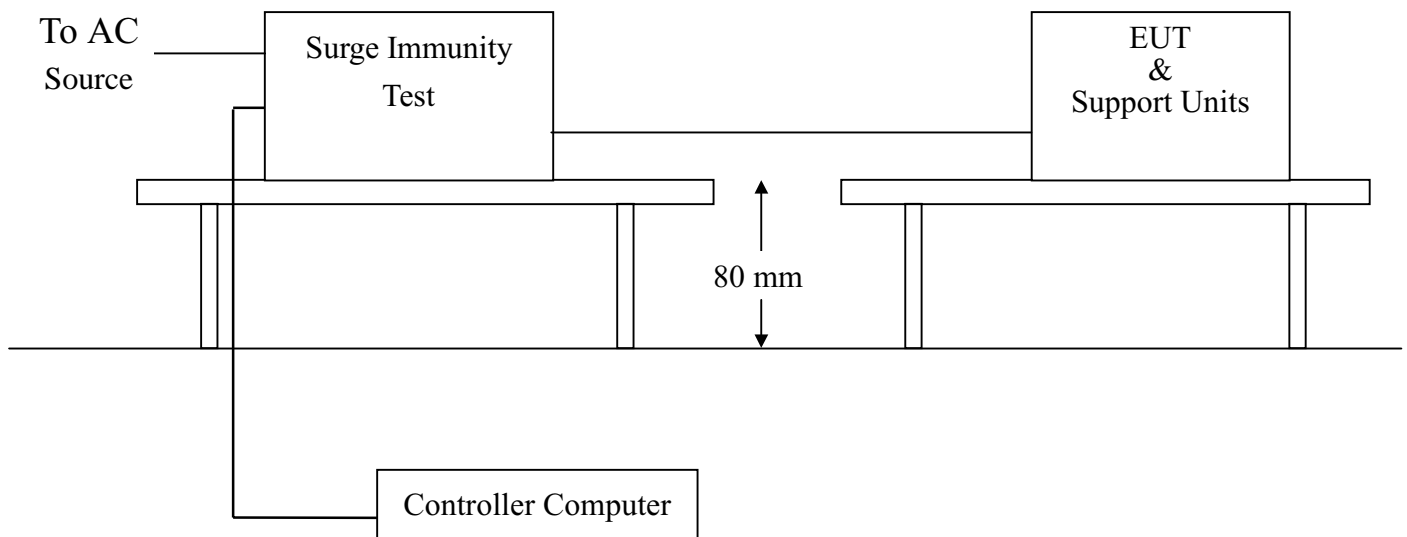 To AC
Source
Surge Immunity
Test
EUT
&
Support Units
80 mm
Controller Computer